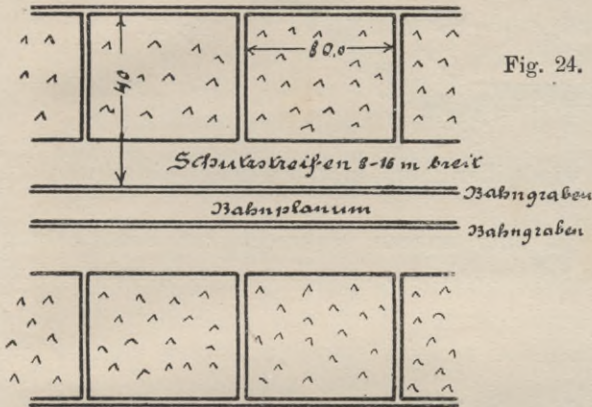 80,0
Fig. 24.
40
Schutzstreifen 8-16 m breit
Bahngraben
Bahnplanum
Bahngraben